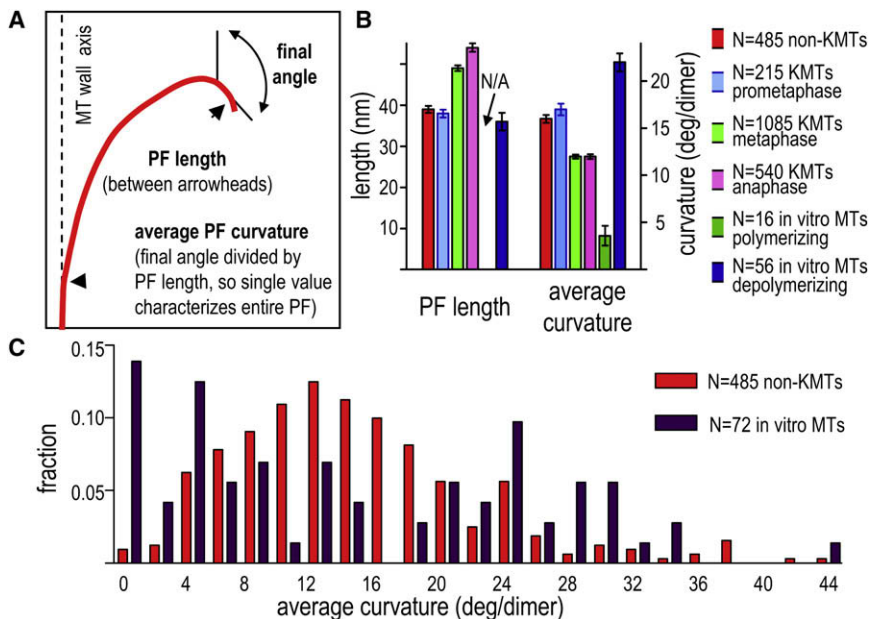 A
MT wall axis
final
angle
PF length
(between arrowheads)
average PF curvature
(final angle divided by
PF length, so single value
characterizes entire PF)
B
length (nm)
40
30
20
10
N/A
PF length
average
curvature
20
15
10
5
curvature (deg/dimer)
N=485 non-KMTs
N=215 KMTs
prometaphase
N=1085 KMTs
metaphase
N=540 KMTs
anaphase
N=16 in vitro MTs
polymerizing
N=56 in vitro MTs
depolymerizing
C
0.15
0.10
0.05
fraction
N=485 non-KMTs
N=72 in vitro MTs
0 4 8 12 16 20 24 28 32 36 40 44
average curvature (deg/dimer)